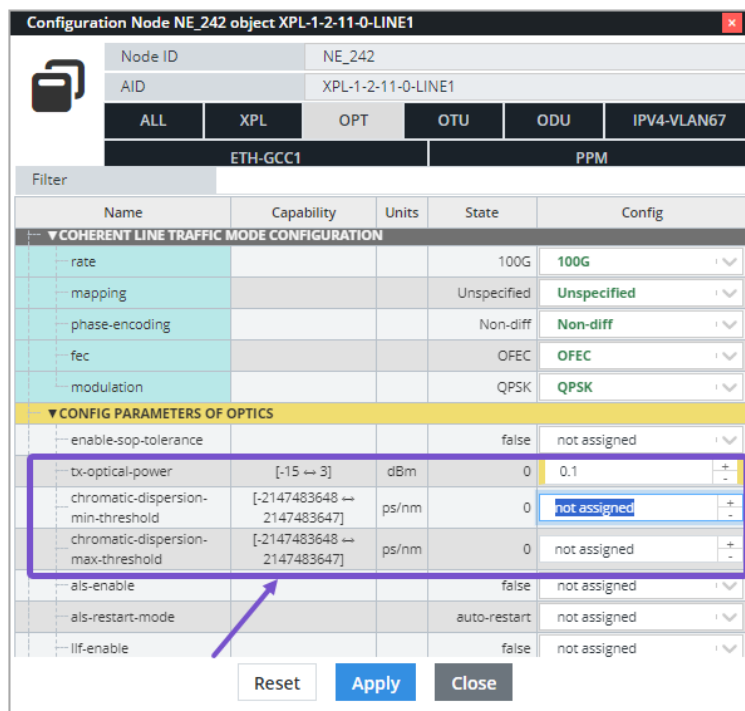 Configuration Node NE_242 object XPL-1-2-11-0-LINE1 ×
Node ID NE_242
AID XPL-1-2-11-0-LINE1
ALL XPL OPT OTU ODU IPV4-VLAN67
ETH-GCC1 PPM
Filter
Name Capability Units State Config
▼COHERENT LINE TRAFFIC MODE CONFIGURATION
rate 100G 100G
mapping Unspecified Unspecified
phase-encoding Non-diff Non-diff
fec OFEC OFEC
modulation QPSK QPSK
▼CONFIG PARAMETERS OF OPTICS
enable-sop-tolerance false not assigned
tx-optical-power [-15 ↔ 3] dBm 0 0.1 + -
chromatic-dispersion- [-2147483648 ↔
min-threshold 2147483647] ps/nm 0 not assigned + -
chromatic-dispersion- [-2147483648 ↔
max-threshold 2147483647] ps/nm 0 not assigned + -
als-enable false not assigned
als-restart-mode auto-restart not assigned
llf-enable false not assigned
Reset Apply Close